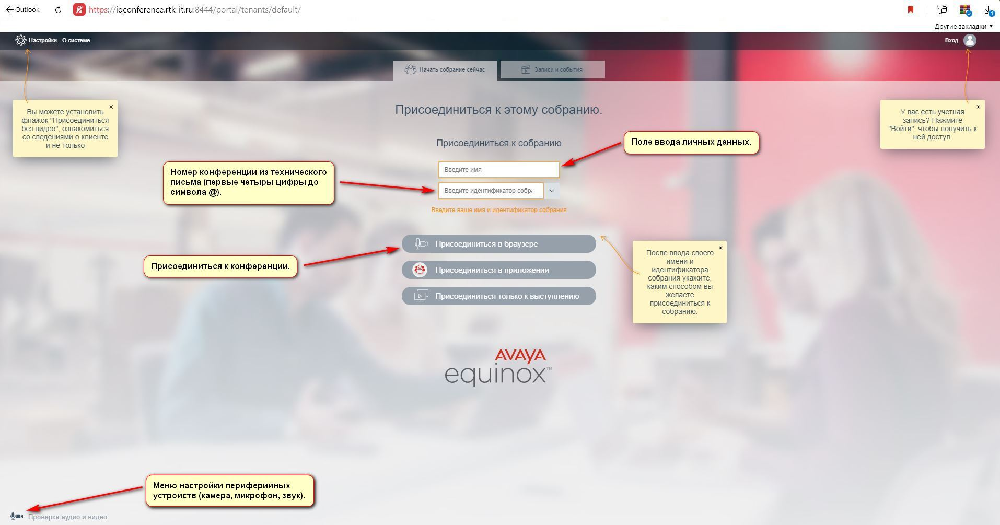 Outlook
https://iqconference.rtk-it.ru:8444/portal/tenants/default/
1
Другие закладки
Настройки О системе
Вход
Начать собрание сейчас
Записи и события
Вы можете установить
флажок "Присоединиться
без видео", ознакомиться
со сведениями о клиенте
и не только
У вас есть учетная
запись? Нажмите
"Войти", чтобы получить к
ней доступ.
Присоединиться к этому собранию.
Присоединиться к собранию
Поле ввода личных данных.
Введите имя
Номер конференции из технического
письма (первые четыры цифры до
символа @).
Введите идентификатор собра
Введите ваше имя и идентификатор собрания
Присоединиться в браузере
Присоединиться к конференции.
Присоединиться в приложении
Присоединиться только к выступлению
После ввода своего
имени и
идентификатора
собрания укажите,
каким способом вы
желаете
присоединиться к
собранию.
AVAYA
equinox™
Меню настройки периферийных
устройств (камера, микрофон, звук).
Проверка аудио и видео